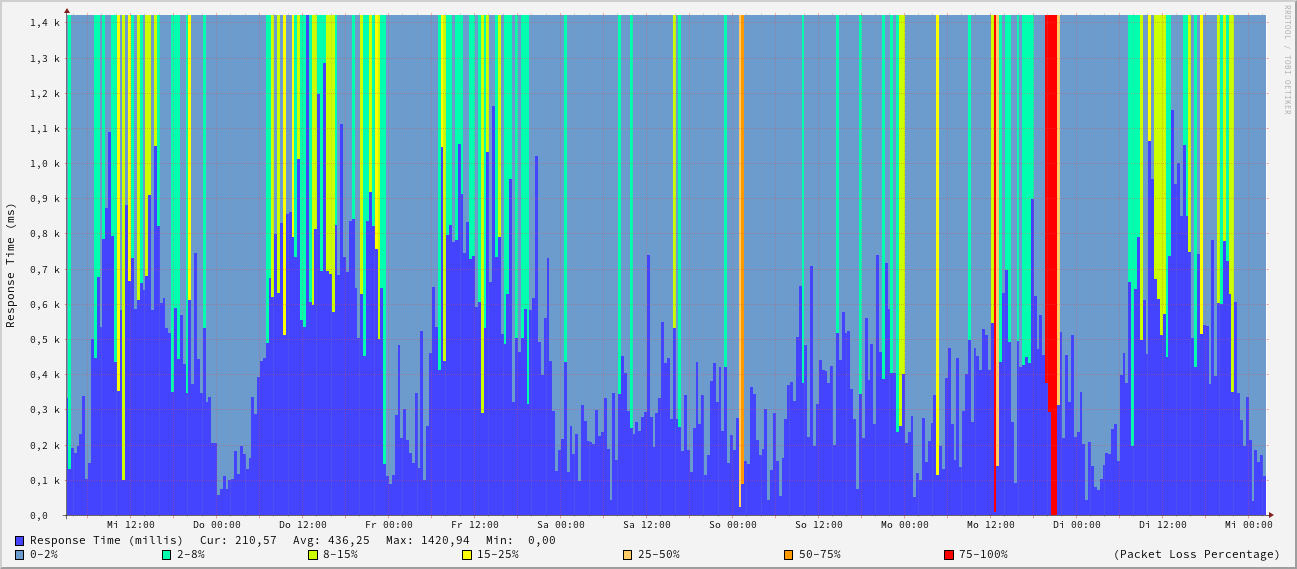 RRDTOOL / TOBI OETIKER
Response Time (ms)
1,4 k
1,3 k
1,2 k
1,1 k
1,0 k
0,9 k
0,8 k
0,7 k
0,6 k
0,5 k
0,4 k
0,3 k
0,2 k
0,1 k
0,0
Mi 12:00 Do 00:00 Do 12:00 Fr 00:00 Fr 12:00 Sa 00:00 Sa 12:00 So 00:00 So 12:00 Mo 00:00 Mo 12:00 Di 00:00 Di 12:00 Mi 00:00
Response Time (millis) Cur: 210,57 Avg: 436,25 Max: 1420,94 Min: 0,00
0-2% 2-8% 8-15% 15-25% 25-50% 50-75% 75-100% (Packet Loss Percentage)